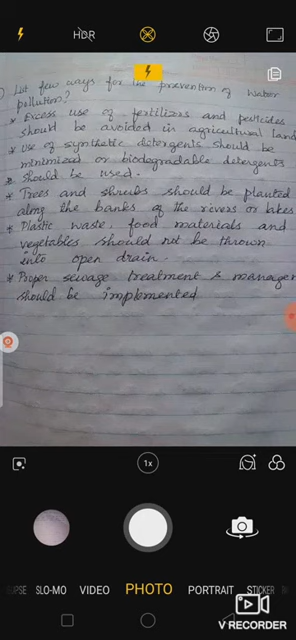 HDR
) List few ways for the prevention of water
pollution?
* Excess use of fertilizers and pecticides
should be avoided in agricultural land
* Use of synthetic detergents should be
minimized or biodegradable detergents
* should be used.
* Trees and shrubs should be planted
along the banks of the rivers or lakes
* Plastic waste, food materials and
vegetables should not be thrown
into open drain.
* Proper sewage treatment & manager
should be implemented
1x
SLO-MO VIDEO PHOTO PORTRAIT STICKER
V RECORDER